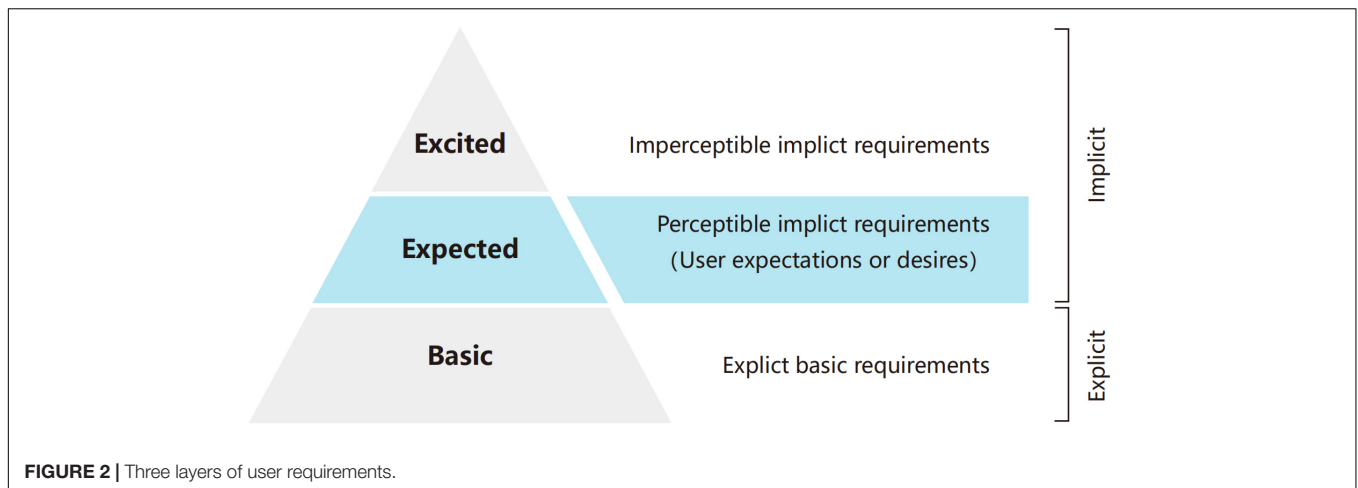 Excited
Imperceptible implict requirements
Implicit
Expected
Perceptible implict requirements
(User expectations or desires)
Basic
Explict basic requirements
Explicit
FIGURE 2 | Three layers of user requirements.